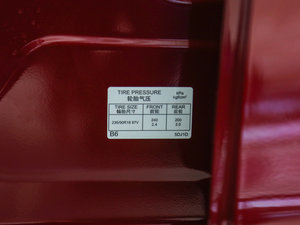 TIRE PRESSURE kPa
轮胎气压 kgf/cm²
TIRE SIZE FRONT REAR
轮胎尺寸 前轮 后轮
235/50R18 97V 240 200
2.4 2.0
B6 5DJ1D